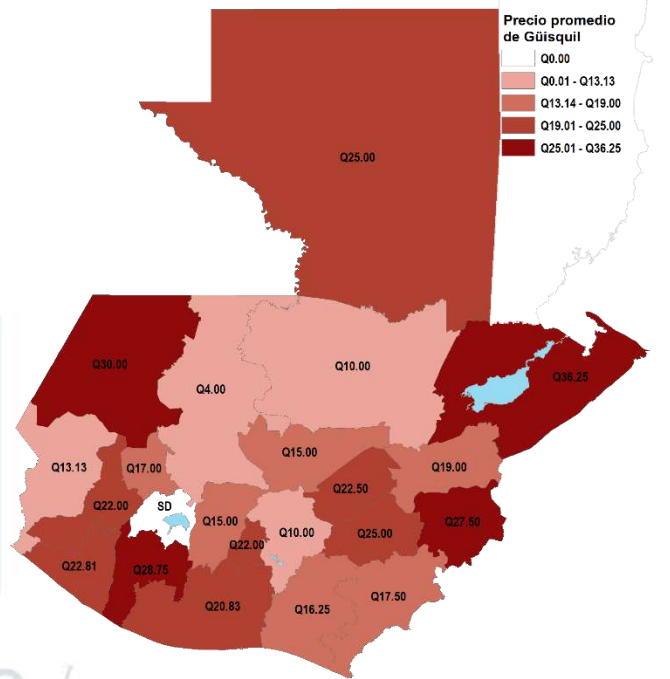 Precio promedio
de Güisquil
Q0.00
Q0.01 - Q13.13
Q13.14 - Q19.00
Q19.01 - Q25.00
Q25.01 - Q36.25
Q25.00
Q30.00
Q4.00
Q10.00
Q36.25
Q13.13
Q17.00
Q15.00
Q19.00
Q22.00
SD
Q22.50
Q15.00
Q22.00
Q10.00
Q25.00
Q27.50
Q22.81
Q28.75
Q20.83
Q16.25
Q17.50